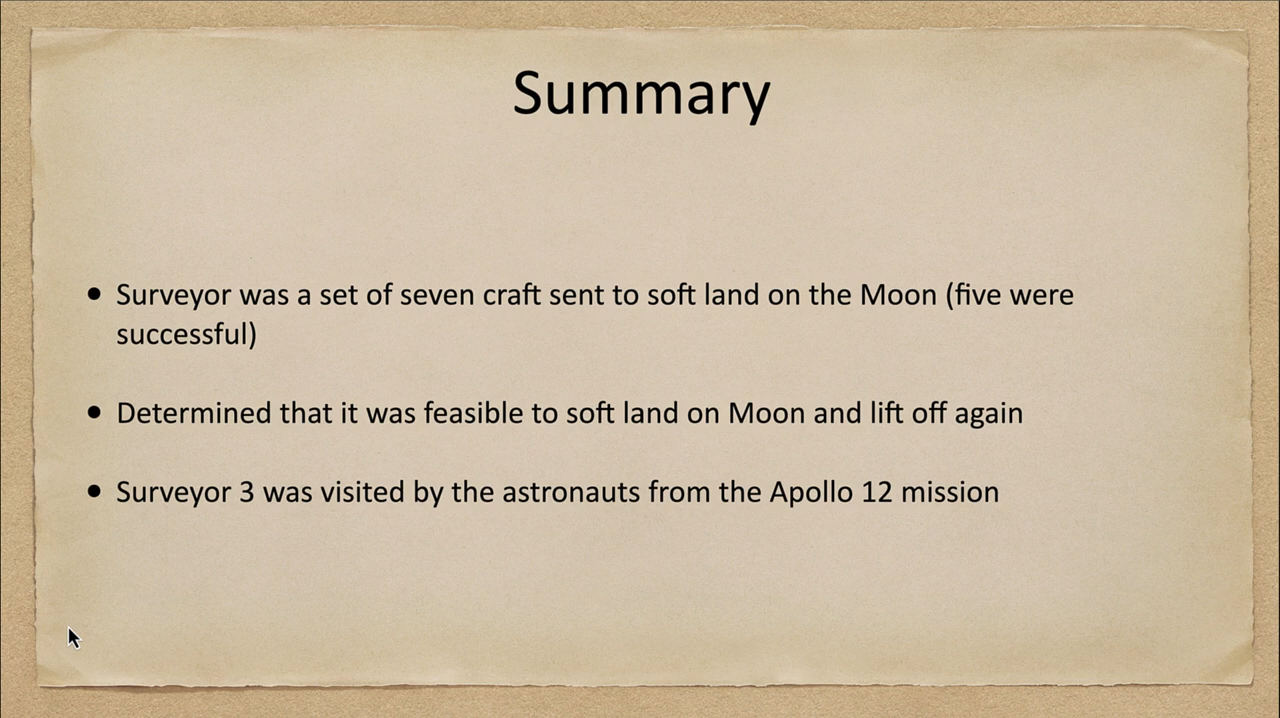 Summary
• Surveyor was a set of seven craft sent to soft land on the Moon (five were
successful)
• Determined that it was feasible to soft land on Moon and lift off again
• Surveyor 3 was visited by the astronauts from the Apollo 12 mission